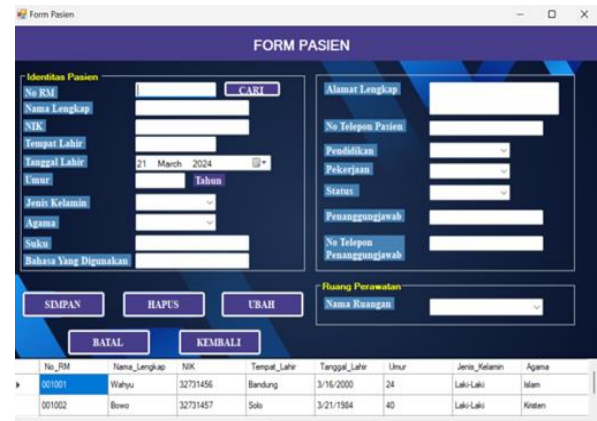 Form Pasien
FORM PASIEN
Identitas Pasien
No RM
CARI
Nama Lengkap
NIK
Tempat Lahir
Tanggal Lahir
21 March 2024
Umur
Tahun
Jenis Kelamin
Agama
Suku
Bahasa Yang Digunakan
Alamat Lengkap
No Telepon Pasien
Pendidikan
Pekerjaan
Status
Penanggungjawab
No Telepon
Penanggungjawab
Ruang Perawatan
Nama Ruangan
SIMPAN HAPUS UBAH
BATAL KEMBALI
No_RM Nama_Lengkap NIK Tempat_Lahir Tanggal_Lahir Umur Jenis_Kelamin Agama
001001 Wahyu 32731456 Bandung 3/16/2000 24 Laki-Laki Islam
001002 Bowo 32731457 Solo 3/21/1984 40 Laki-Laki Kristen